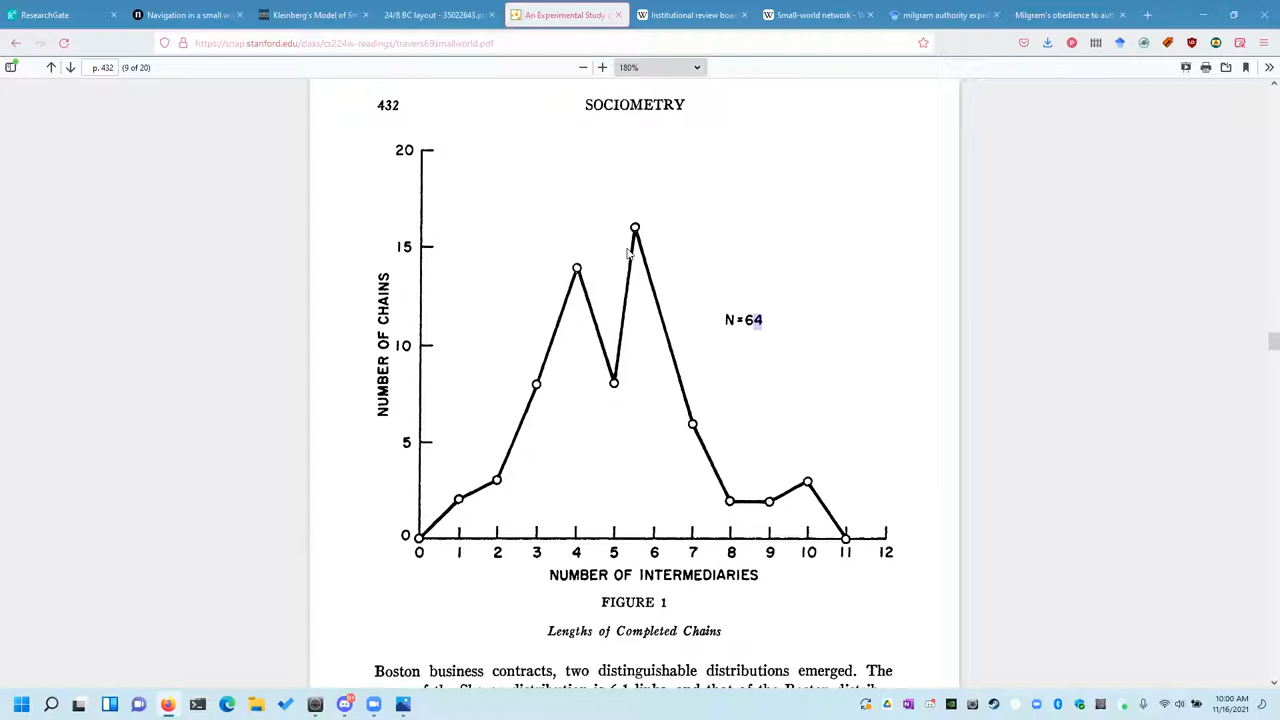 ResearchGate
Navigation in a small w
Kleinberg's Model of Sm
24/8 BC layout - 35022643.p
An Experimental Study o
Institutional review boa
Small-world network - W
milgram authority expe
Milgram's obedience to aut
https://snap.stanford.edu/class/cs224w-readings/travers69smallworld.pdf
p. 432 (9 of 20)
180%
432 SOCIOMETRY
20
15
10
5
0
NUMBER OF CHAINS
N=64
0 1 2 3 4 5 6 7 8 9 10 11 12
NUMBER OF INTERMEDIARIES
FIGURE 1
Lengths of Completed Chains
Boston business contracts, two distinguishable distributions emerged. The
10:00 AM
11/16/2021